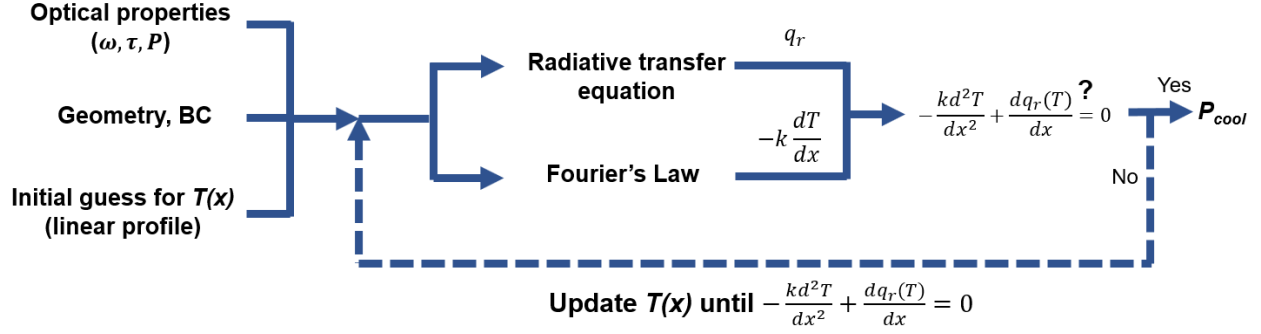 Optical properties
(ω, τ, P)
Geometry, BC
Initial guess for T(x)
(linear profile)
Radiative transfer
equation
Fourier's Law
q_r
-k dT/dx
-kd²T/dx² + dq_r(T)/dx =? 0
Yes
P_cool
No
Update T(x) until -kd²T/dx² + dq_r(T)/dx = 0